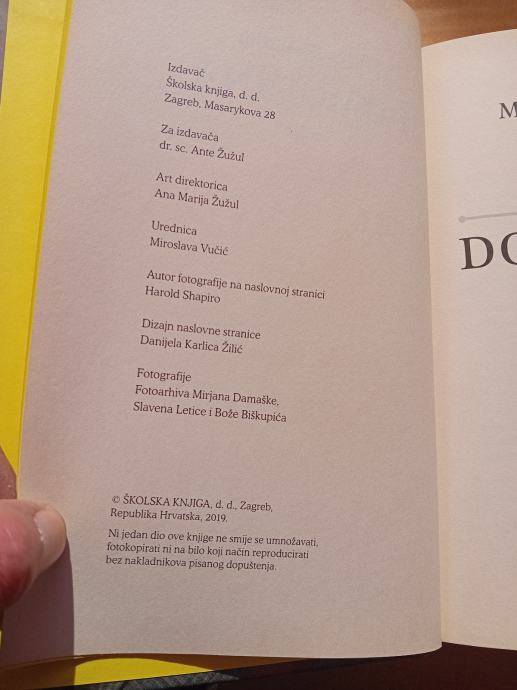 Izdavač
Školska knjiga, d. d.
Zagreb, Masarykova 28
Za izdavača
dr. sc. Ante Žužul
Art direktorica
Ana Marija Žužul
Urednica
Miroslava Vučić
Autor fotografije na naslovnoj stranici
Harold Shapiro
Dizajn naslovne stranice
Danijela Karlica Žilić
Fotografije
Fotoarhiva Mirjana Damaške,
Slavena Letice i Bože Biškupića
© ŠKOLSKA KNJIGA, d. d., Zagreb,
Republika Hrvatska, 2019.
Ni jedan dio ove knjige ne smije se umnožavati,
fotokopirati ni na bilo koji način reproducirati
bez nakladnikova pisanog dopuštenja.
M
DO